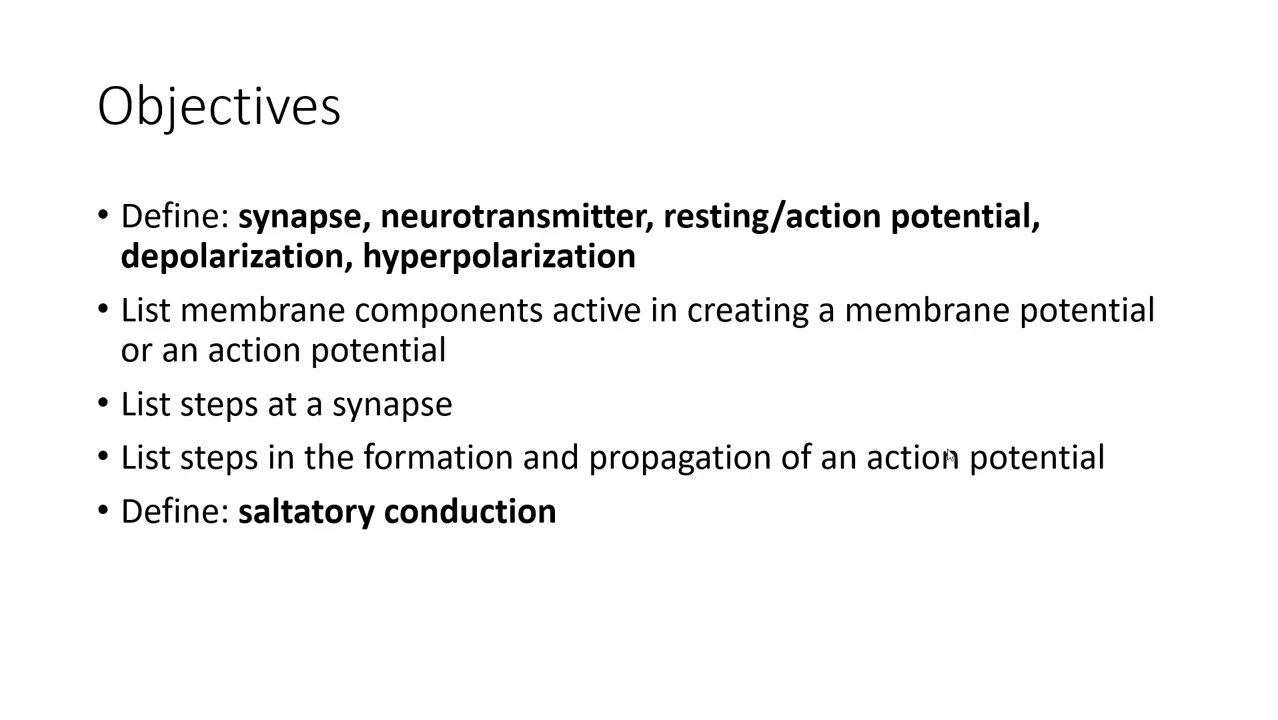 Objectives
• Define: synapse, neurotransmitter, resting/action potential,
depolarization, hyperpolarization
• List membrane components active in creating a membrane potential
or an action potential
• List steps at a synapse
• List steps in the formation and propagation of an action potential
• Define: saltatory conduction